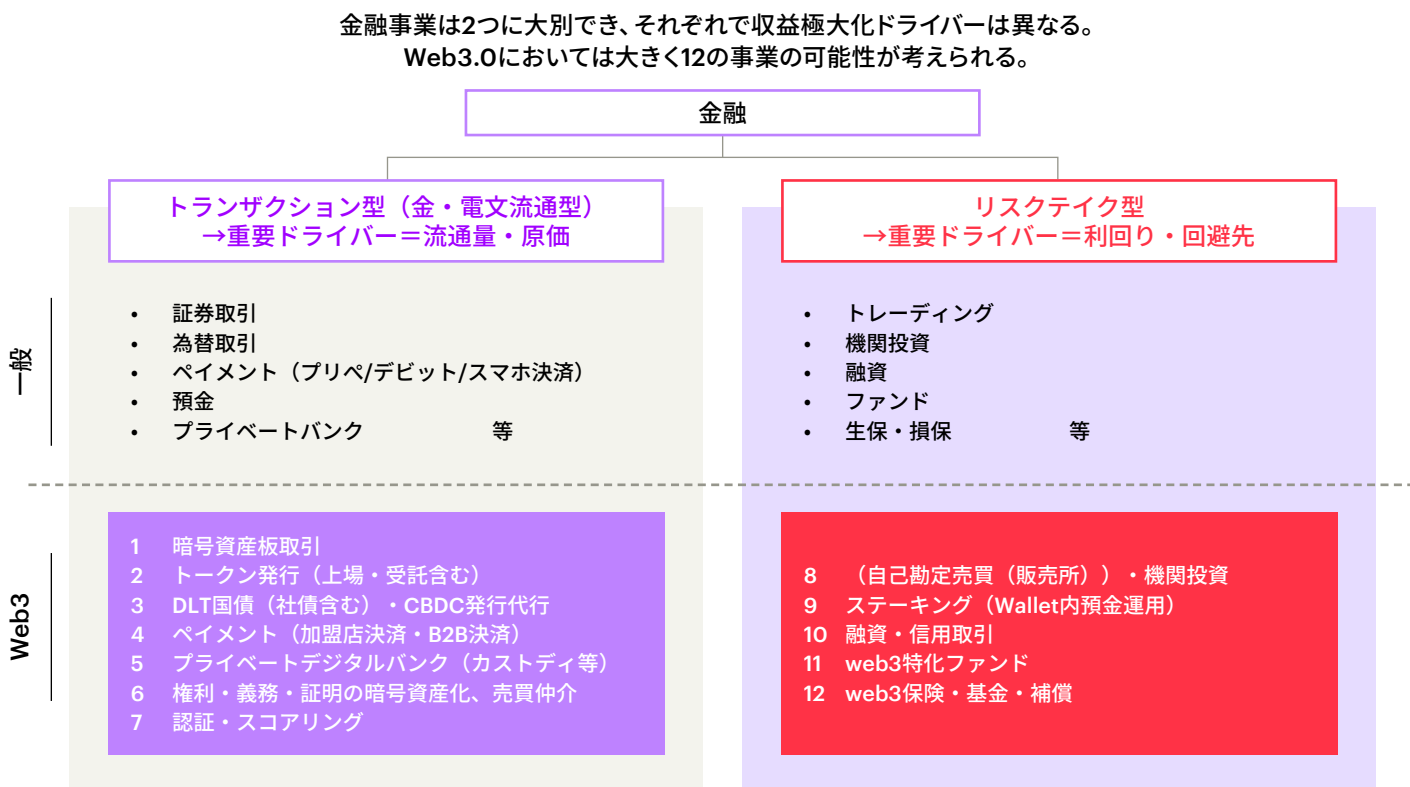 金融事業は2つに大別でき、それぞれで収益極大化ドライバーは異なる。
Web3.0においては大きく12の事業の可能性が考えられる。
金融
トランザクション型（金・電文流通型）
→重要ドライバー＝流通量・原価
リスクテイク型
→重要ドライバー＝利回り・回避先
一般
• 証券取引
• 為替取引
• ペイメント（プリペ/デビット/スマホ決済）
• 預金
• プライベートバンク 等
• トレーディング
• 機関投資
• 融資
• ファンド
• 生保・損保 等
Web3
1 暗号資産板取引
2 トークン発行（上場・受託含む）
3 DLT国債（社債含む）・CBDC発行代行
4 ペイメント（加盟店決済・B2B決済）
5 プライベートデジタルバンク（カストディ等）
6 権利・義務・証明の暗号資産化、売買仲介
7 認証・スコアリング
8 （自己勘定売買（販売所））・機関投資
9 ステーキング（Wallet内預金運用）
10 融資・信用取引
11 web3特化ファンド
12 web3保険・基金・補償